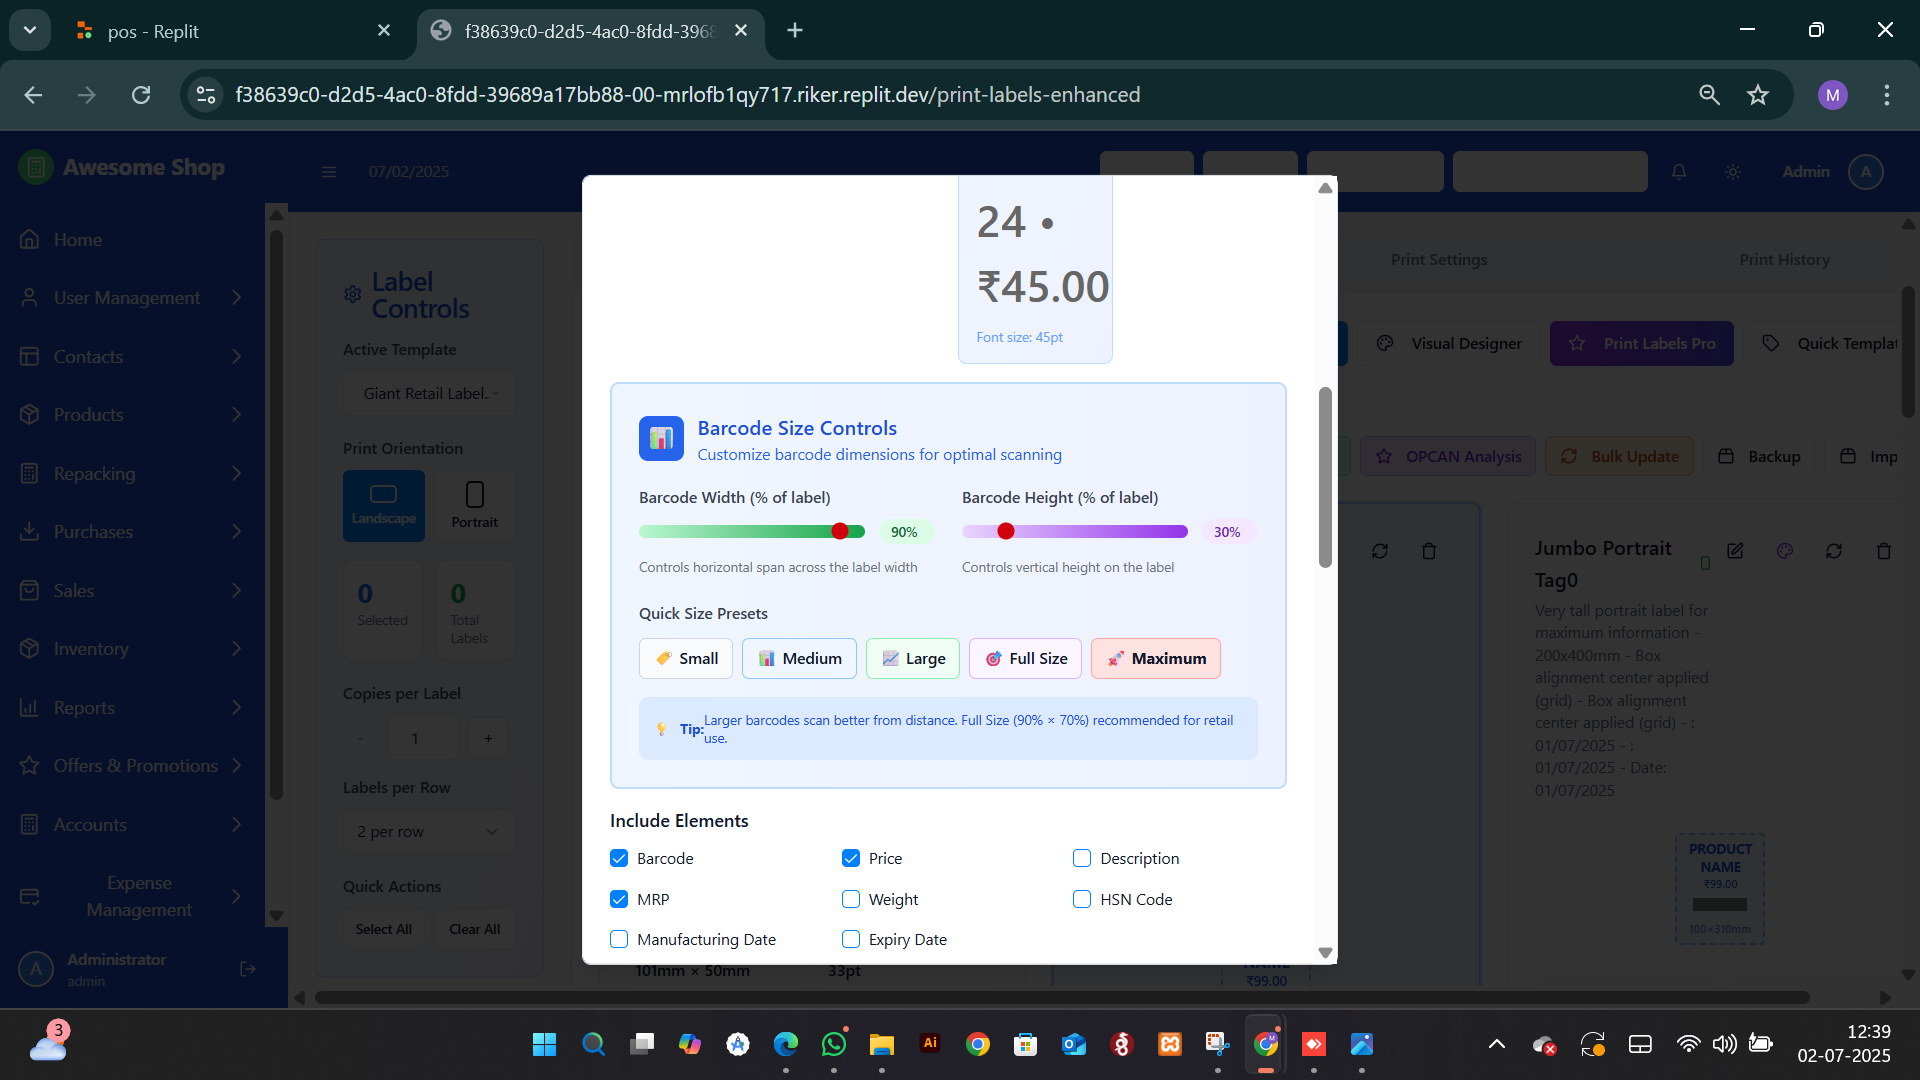 pos - Replit
f38639c0-d2d5-4ac0-8fdd-3968
f38639c0-d2d5-4ac0-8fdd-39689a17bb88-00-mrlofb1qy717.riker.replit.dev/print-labels-enhanced
M
Awesome Shop
07/02/2025
Admin
A
Home
User Management
Contacts
Products
Repacking
Purchases
Sales
Inventory
Reports
Offers & Promotions
Accounts
Expense
Management
A
Administrator
admin
Label
Controls
Active Template
Giant Retail Label.
Print Orientation
Landscape
Portrait
0
Selected
0
Total
Labels
Copies per Label
-
1
+
Labels per Row
2 per row
Quick Actions
Select All
Clear All
24 •
₹45.00
Font size: 45pt
Barcode Size Controls
Customize barcode dimensions for optimal scanning
Barcode Width (% of label)
90%
Controls horizontal span across the label width
Barcode Height (% of label)
30%
Controls vertical height on the label
Quick Size Presets
Small
Medium
Large
Full Size
Maximum
Tip:
Larger barcodes scan better from distance. Full Size (90% × 70%) recommended for retail
use.
Include Elements
Barcode
Price
Description
MRP
Weight
HSN Code
Manufacturing Date
Expiry Date
101mm × 50mm
33pt
NAME
₹99.00
Print Settings
Print History
Visual Designer
Print Labels Pro
Quick Templat
OPCAN Analysis
Bulk Update
Backup
Imp
Jumbo Portrait
Tag0
Very tall portrait label for
maximum information -
200x400mm - Box
alignment center applied
(grid) - Box alignment
center applied (grid) - :
01/07/2025 - :
01/07/2025 - Date:
01/07/2025
PRODUCT
NAME
₹99.00
100×310mm
3
Ai
12:39
02-07-2025